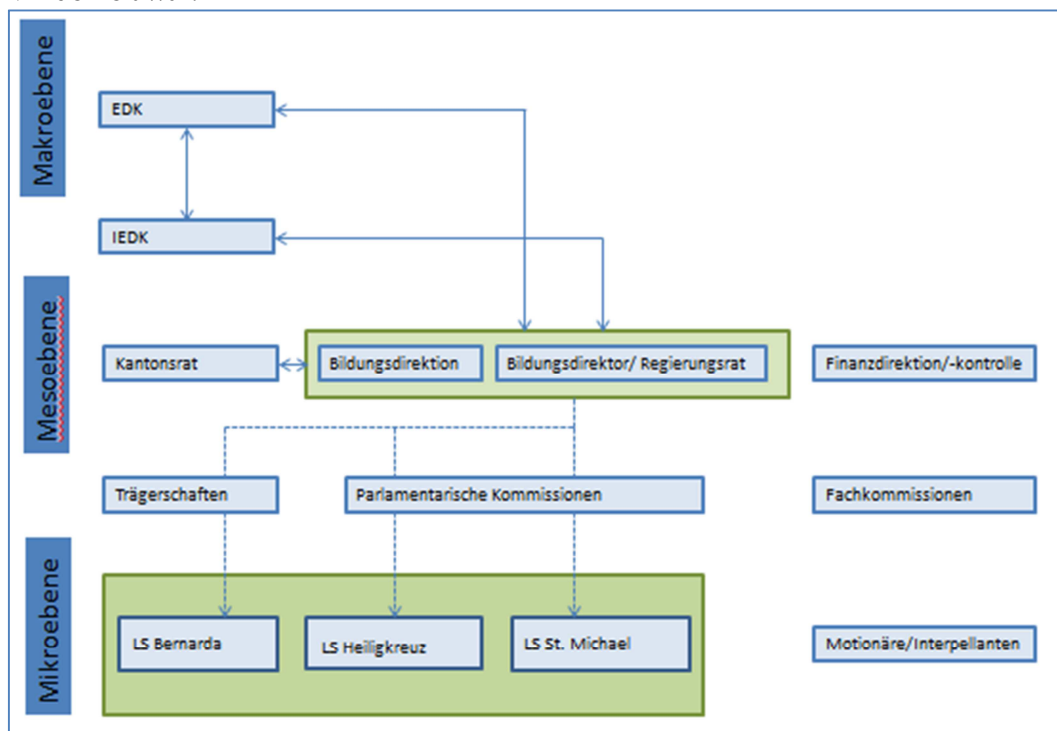 Makroebene
EDK
IEDK
Mesoebene
Kantonsrat
Bildungsdirektion
Bildungsdirektor/ Regierungsrat
Finanzdirektion/-kontrolle
Trägerschaften
Parlamentarische Kommissionen
Fachkommissionen
Mikroebene
LS Bernarda
LS Heiligkreuz
LS St. Michael
Motionäre/Interpellanten